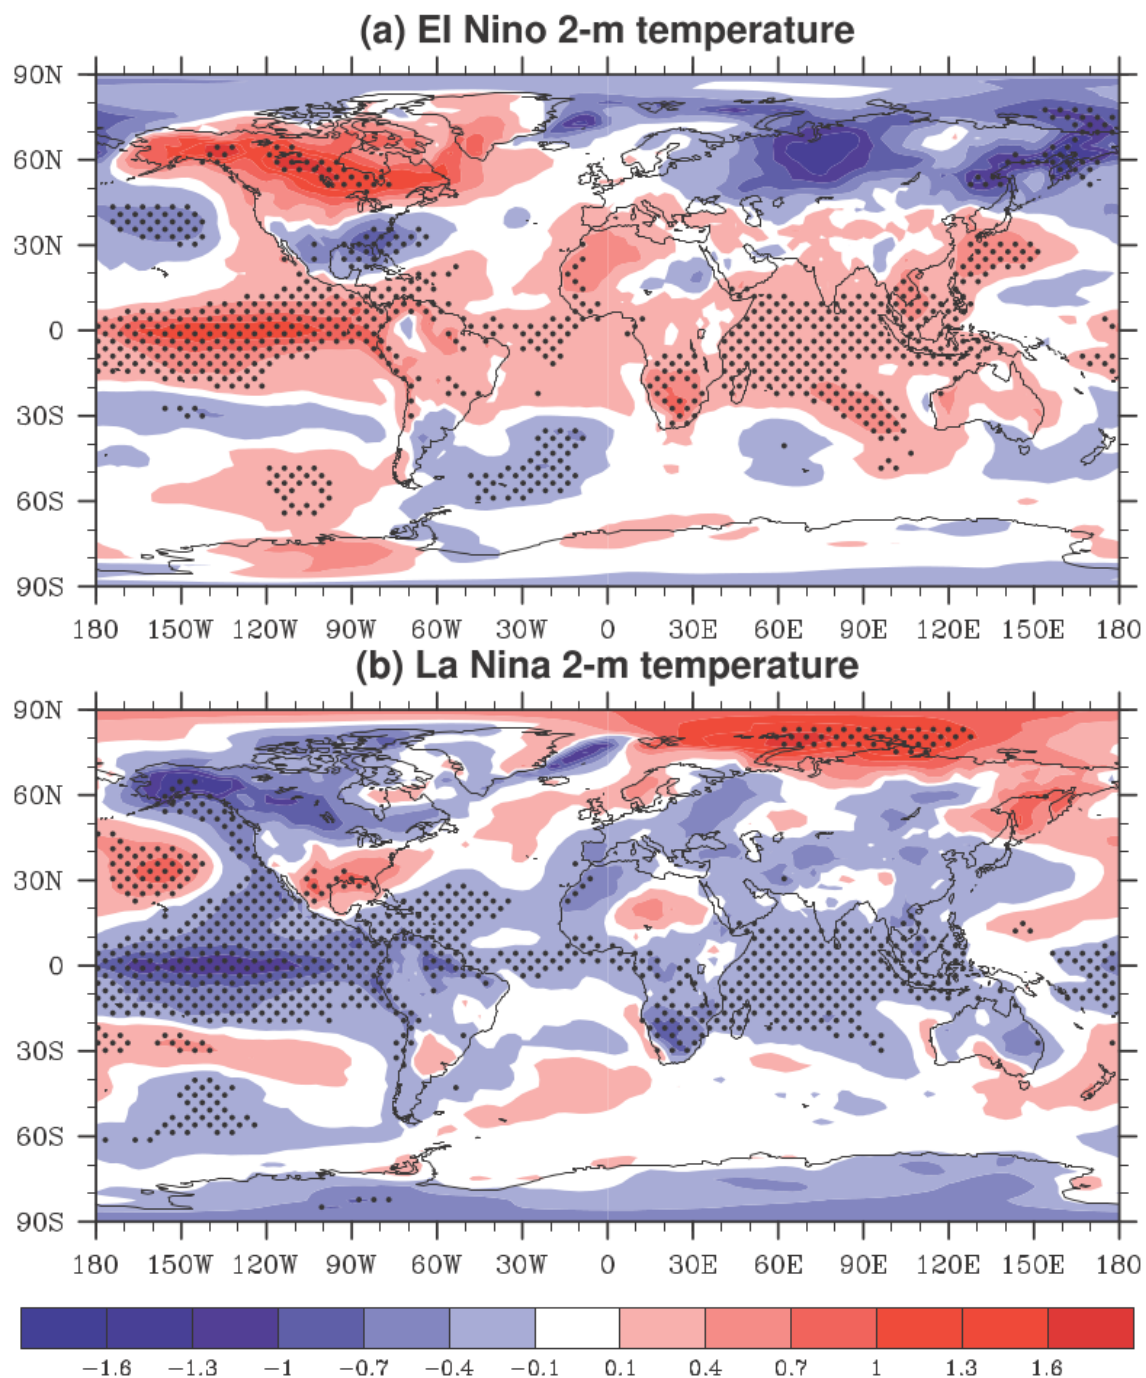 (a) El Nino 2-m temperature
90N
60N
30N
0
30S
60S
90S
180 150W 120W 90W 60W 30W 0 30E 60E 90E 120E 150E 180
(b) La Nina 2-m temperature
90N
60N
30N
0
30S
60S
90S
180 150W 120W 90W 60W 30W 0 30E 60E 90E 120E 150E 180
−1.6 −1.3 −1 −0.7 −0.4 −0.1 0.1 0.4 0.7 1 1.3 1.6